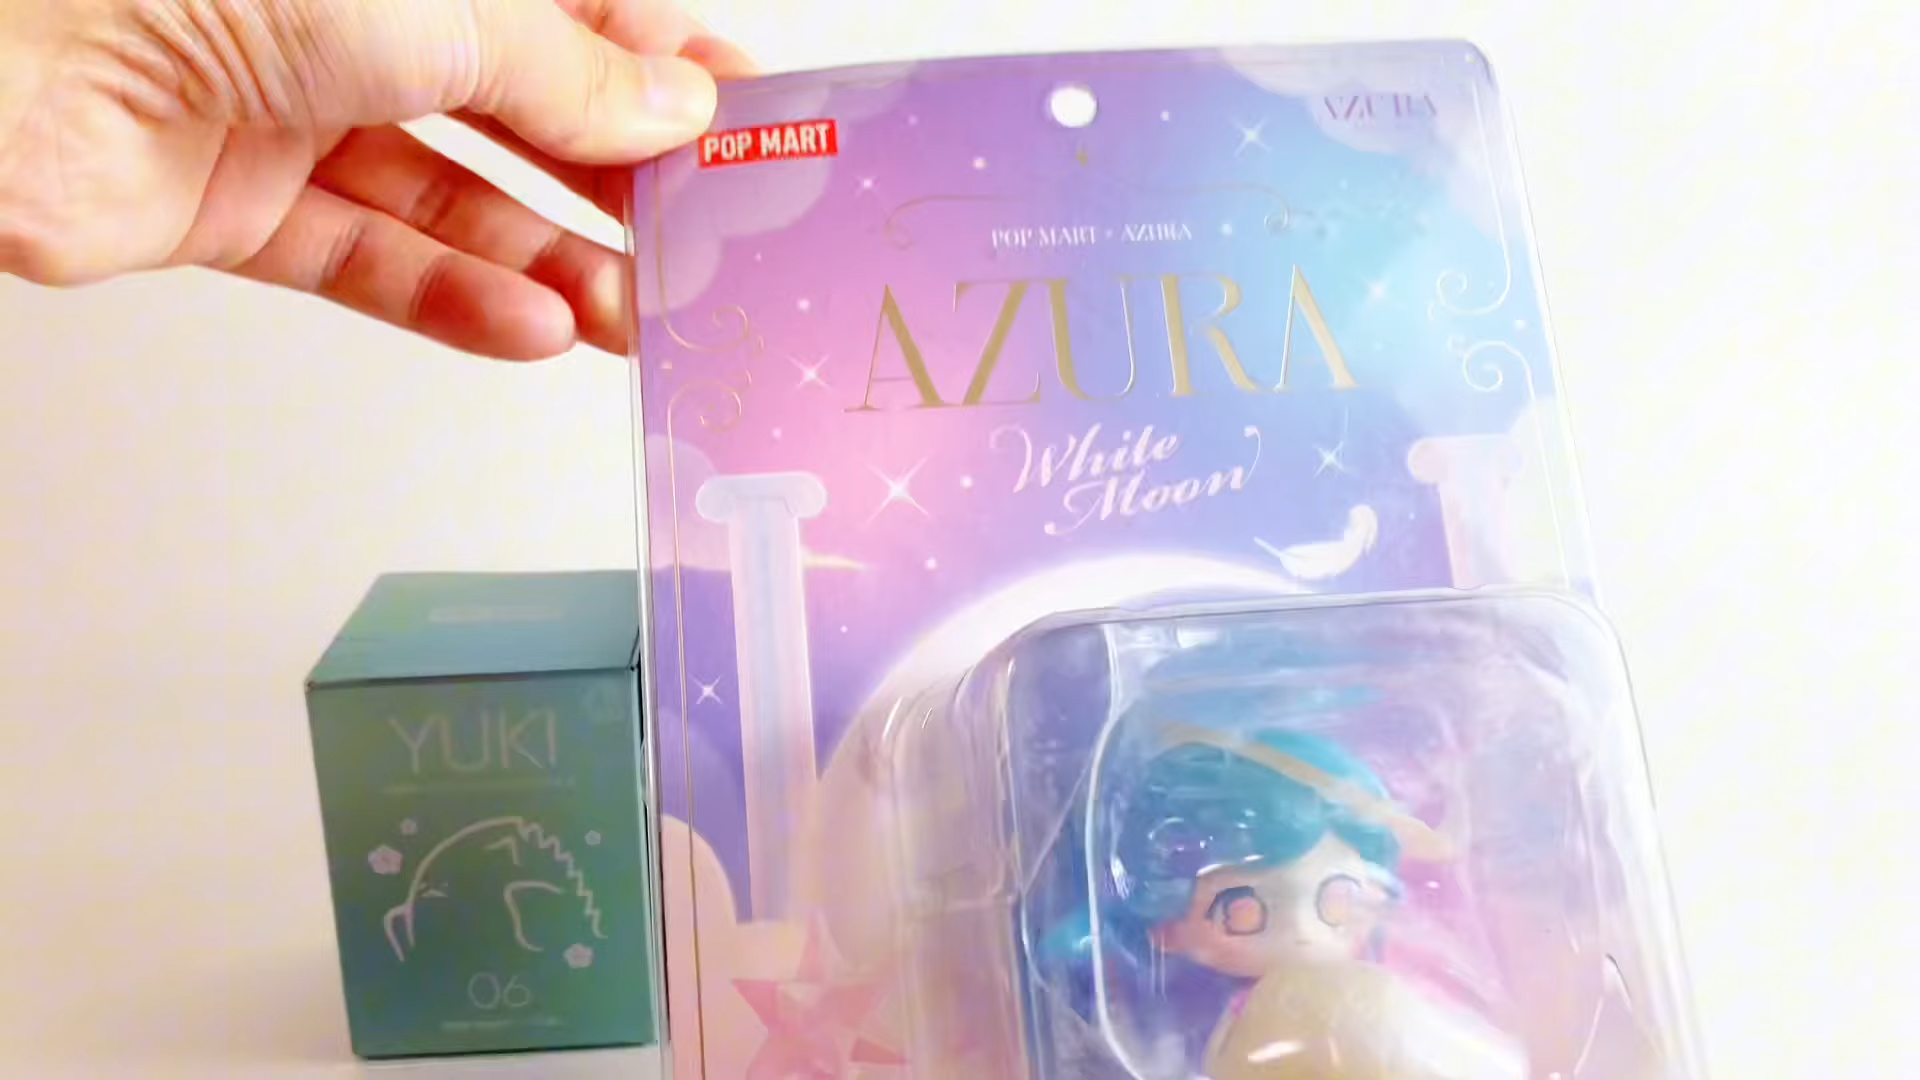 POP MART
AZURA
POP MART • AZURA
AZURA
White
Moon
YUKI
06